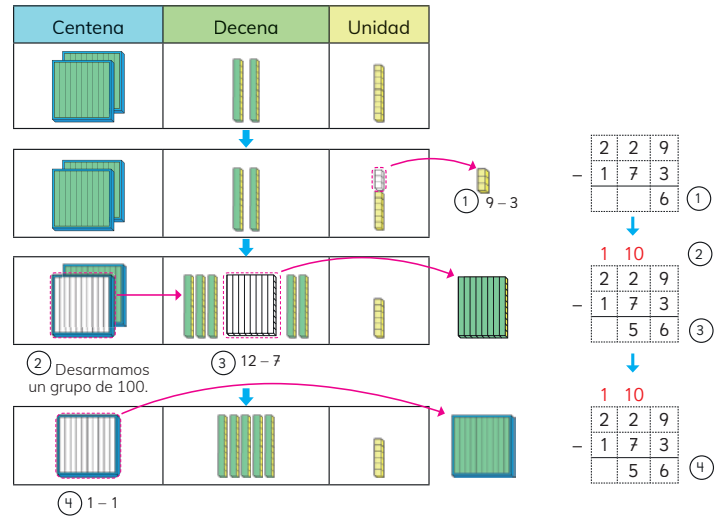 Centena Decena Unidad
1 9 – 3
2 Desarmamos
un grupo de 100.
3 12 – 7
4 1 – 1
2 2 9
– 1 7 3
6 1
1 10 2
2 2 9
– 1 7 3
5 6 3
1 10
2 2 9
– 1 7 3 4
5 6